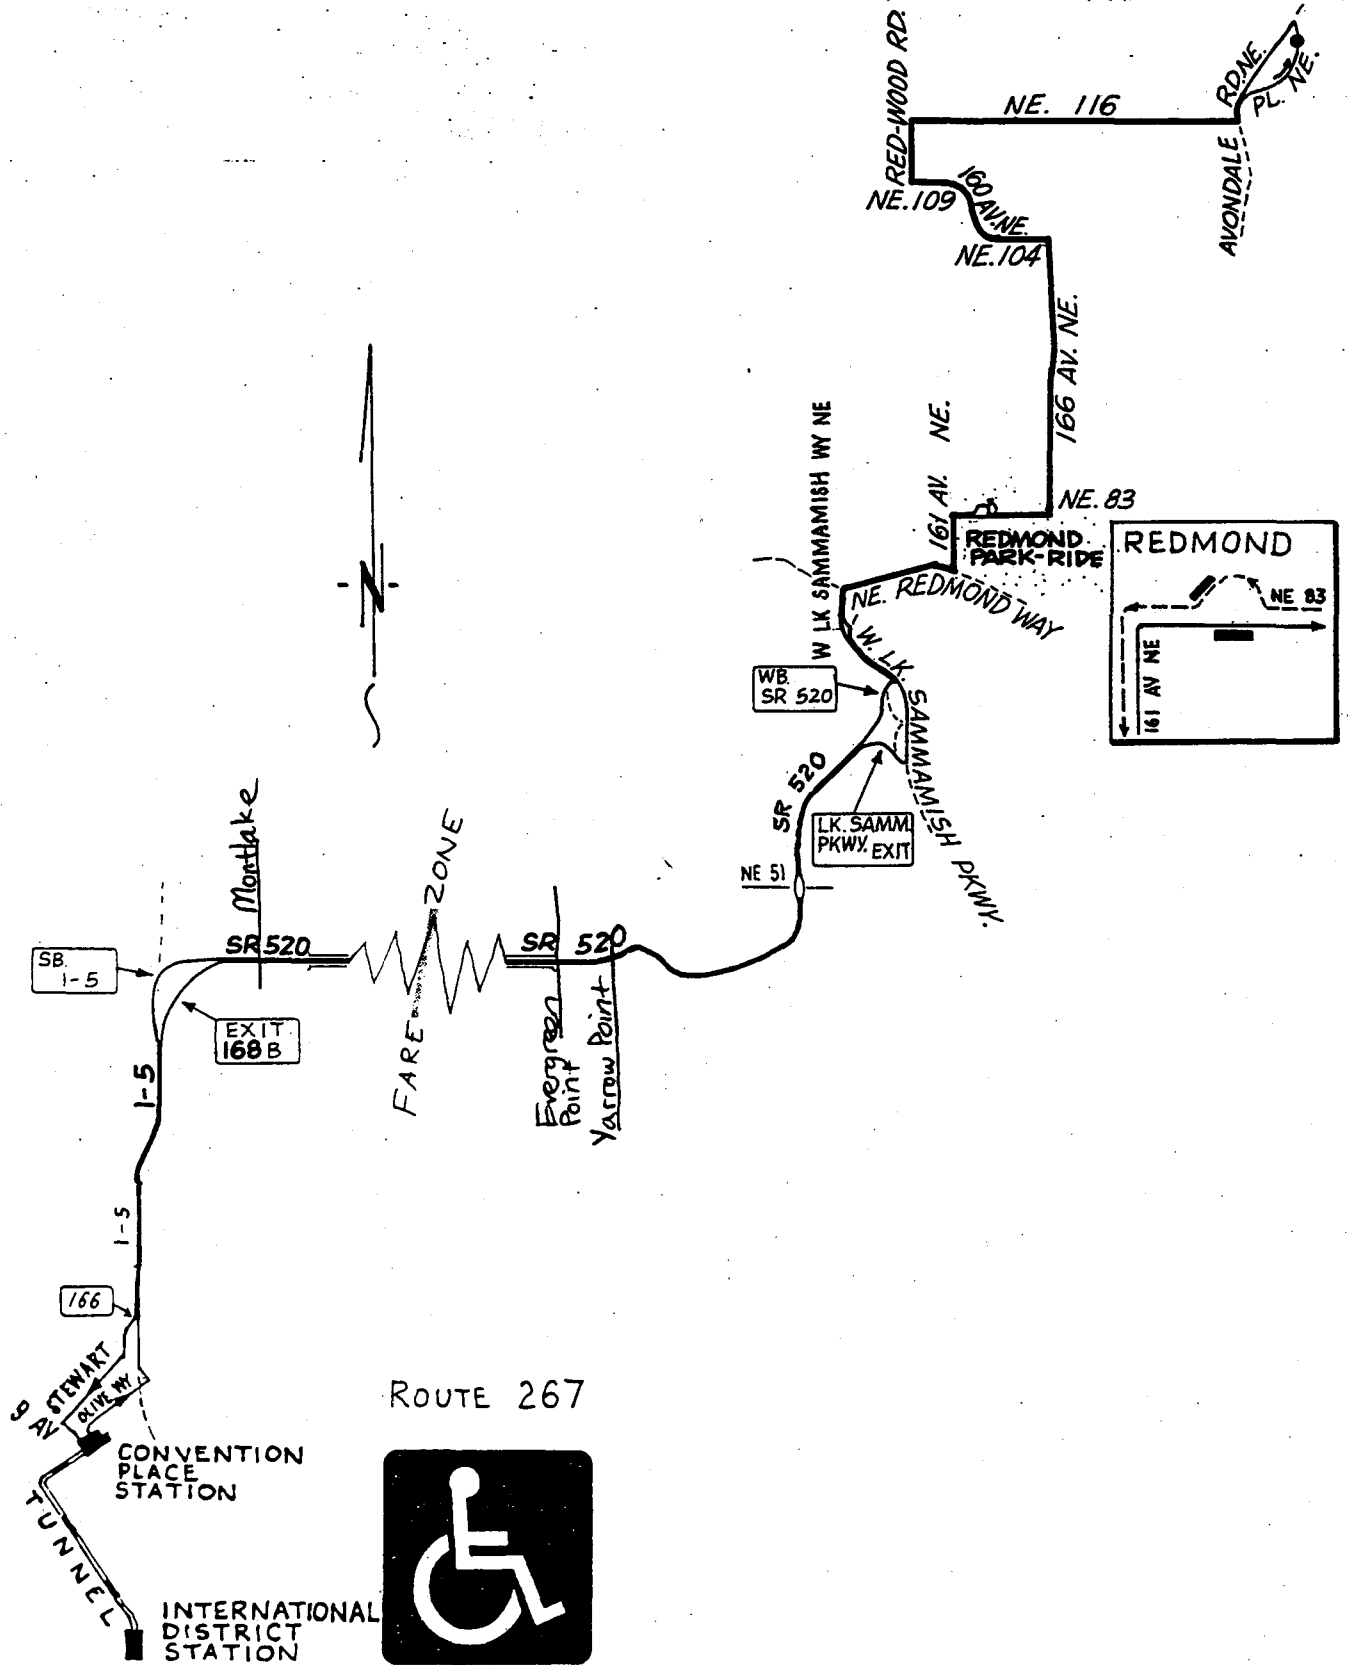 RED-WOOD RD.
NE. 116
RD.NE.
PL. NE.
AVONDALE
NE.109
160
AV.NE.
NE.104
166 AV. NE.
W LK SAMMAMISH WY NE
161 AV. NE.
NE. 83
REDMOND
PARK-RIDE
NE. REDMOND WAY
REDMOND
NE 83
161 AV NE
W. LK. SAMMAMISH PKWY.
WB.
SR 520
SR 520
LK. SAMM.
PKWY. EXIT
NE 51
Montlake
FARE ZONE
SR 520
SR 520
SB.
I-5
EXIT
168 B
Evergreen
Point
Yarrow Point
I-5
I-5
166
STEWART
OLIVE WY
9 AV
CONVENTION
PLACE
STATION
TUNNEL
INTERNATIONAL
DISTRICT
STATION
ROUTE 267
N